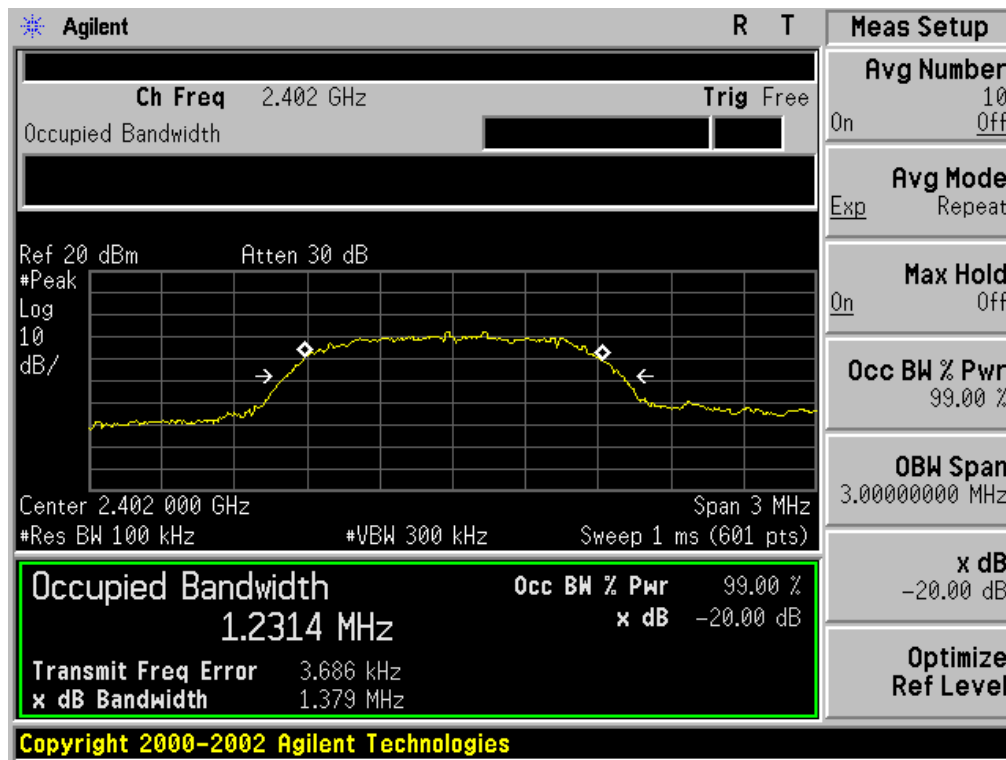 Agilent R T
Ch Freq 2.402 GHz Trig Free
Occupied Bandwidth
Ref 20 dBm Atten 30 dB
#Peak
Log
10
dB/
Center 2.402 000 GHz Span 3 MHz
#Res BW 100 kHz #VBW 300 kHz Sweep 1 ms (601 pts)
Occupied Bandwidth Occ BW % Pwr 99.00 %
1.2314 MHz x dB -20.00 dB
Transmit Freq Error 3.686 kHz
x dB Bandwidth 1.379 MHz
Copyright 2000-2002 Agilent Technologies
Meas Setup
Avg Number
10
On Off
Avg Mode
Exp Repeat
Max Hold
On Off
Occ BW % Pwr
99.00 %
OBW Span
3.00000000 MHz
x dB
-20.00 dB
Optimize
Ref Level